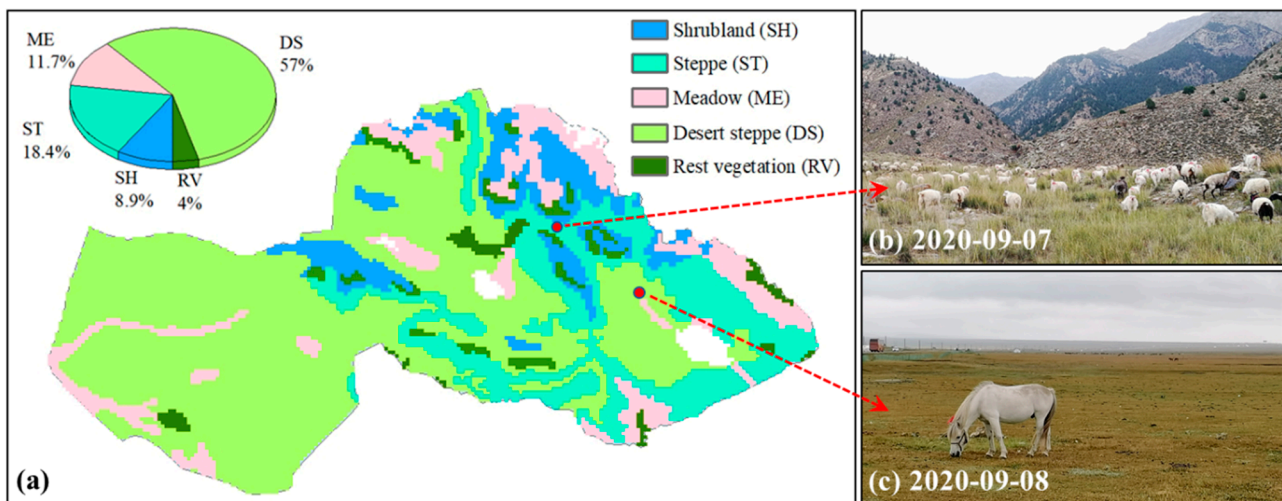 ME
11.7%
DS
57%
ST
18.4%
SH
8.9%
RV
4%
Shrubland (SH)
Steppe (ST)
Meadow (ME)
Desert steppe (DS)
Rest vegetation (RV)
(a)
(b) 2020-09-07
(c) 2020-09-08